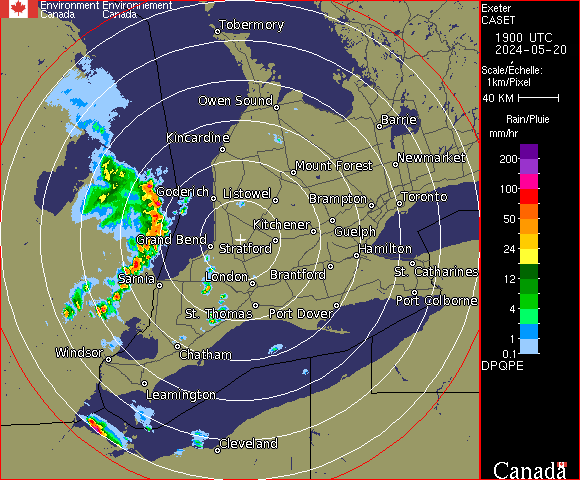 Environment Environnement
Canada Canada
Tobermory
Owen Sound
Barrie
Kincardine
Newmarket
Mount Forest
Goderich Listowel Brampton Toronto
Kitchener Guelph
Grand Bend Stratford Hamilton
Sarnia London Brantford St. Catharines
St. Thomas Port Dover Port Colborne
Windsor Chatham
Leamington
Cleveland
Exeter
CASET
1900 UTC
2024-05-20
Scale/Echelle:
1km/Pixel
40 KM
Rain/Pluie
mm/hr
200
100
50
24
12
4
1
0.1
DPQPE
Canada